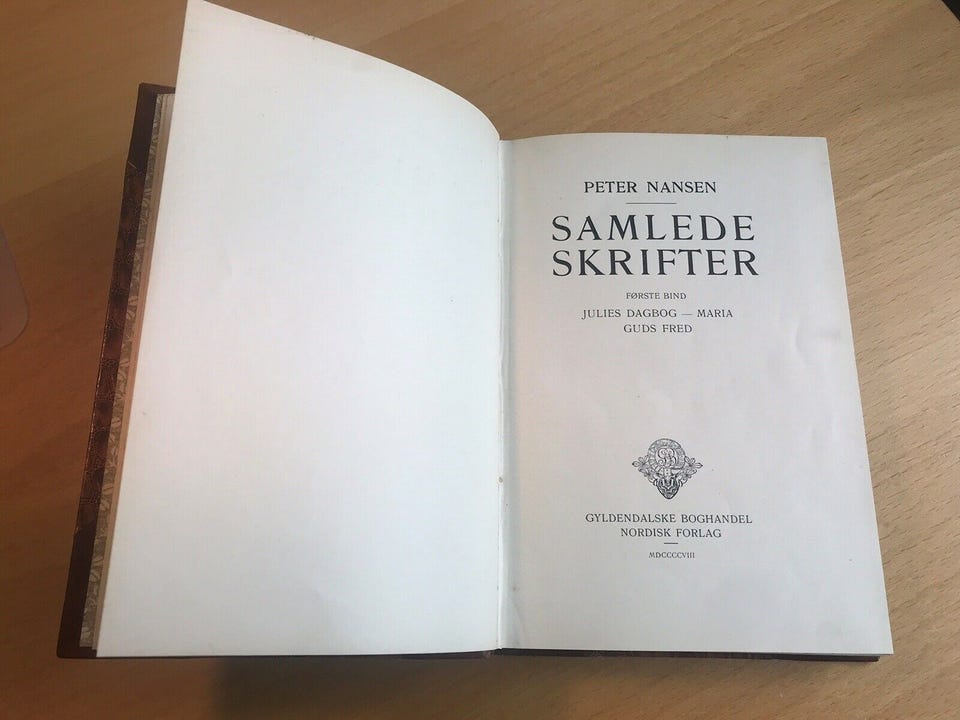 PETER NANSEN
SAMLEDE
SKRIFTER
FØRSTE BIND
JULIES DAGBOG — MARIA
GUDS FRED
GYLDENDALSKE BOGHANDEL
NORDISK FORLAG
MDCCCCVIII